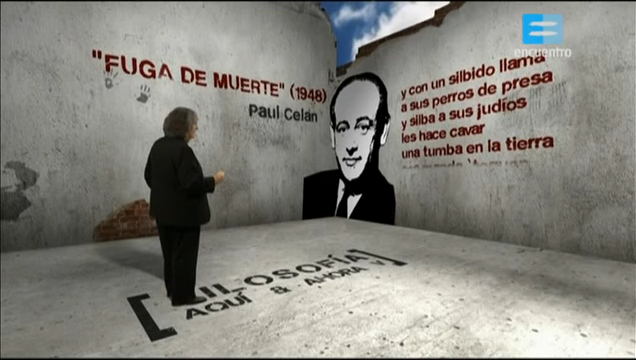 encuentro
"FUGA DE MUERTE" (1948)
Paul Celan
y con un silbido llama
a sus perros de presa
y silba a sus judíos
les hace cavar
una tumba en la tierra
[FILOSOFÍA
AQUÍ & AHORA V]